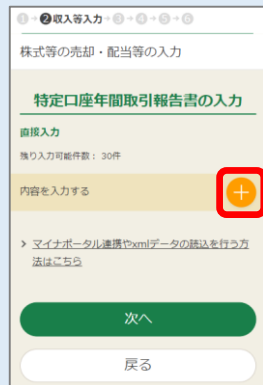 ①→❷収入等入力→③→④→⑤→⑥
株式等の売却・配当等の入力
特定口座年間取引報告書の入力
直接入力
残り入力可能件数： 30件
内容を入力する
> マイナポータル連携やxmlデータの読込を行う方
法はこちら
次へ
戻る